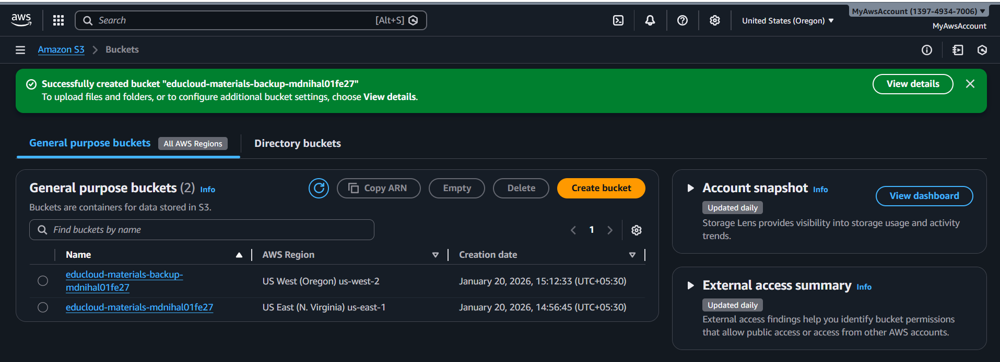 aws
Search
[Alt+S]
United States (Oregon)
MyAwsAccount (1397-4934-7006)
MyAwsAccount
Amazon S3
Buckets
Successfully created bucket "educloud-materials-backup-mdnihal01fe27"
To upload files and folders, or to configure additional bucket settings, choose View details.
View details
General purpose buckets
All AWS Regions
Directory buckets
General purpose buckets (2) Info
Copy ARN
Empty
Delete
Create bucket
Buckets are containers for data stored in S3.
Find buckets by name
1
Name
AWS Region
Creation date
educloud-materials-backup-
mdnihal01fe27
US West (Oregon) us-west-2
January 20, 2026, 15:12:33 (UTC+05:30)
educloud-materials-mdnihal01fe27
US East (N. Virginia) us-east-1
January 20, 2026, 14:56:45 (UTC+05:30)
Account snapshot Info
View dashboard
Updated daily
Storage Lens provides visibility into storage usage and activity
trends.
External access summary Info
Updated daily
External access findings help you identify bucket permissions
that allow public access or access from other AWS accounts.